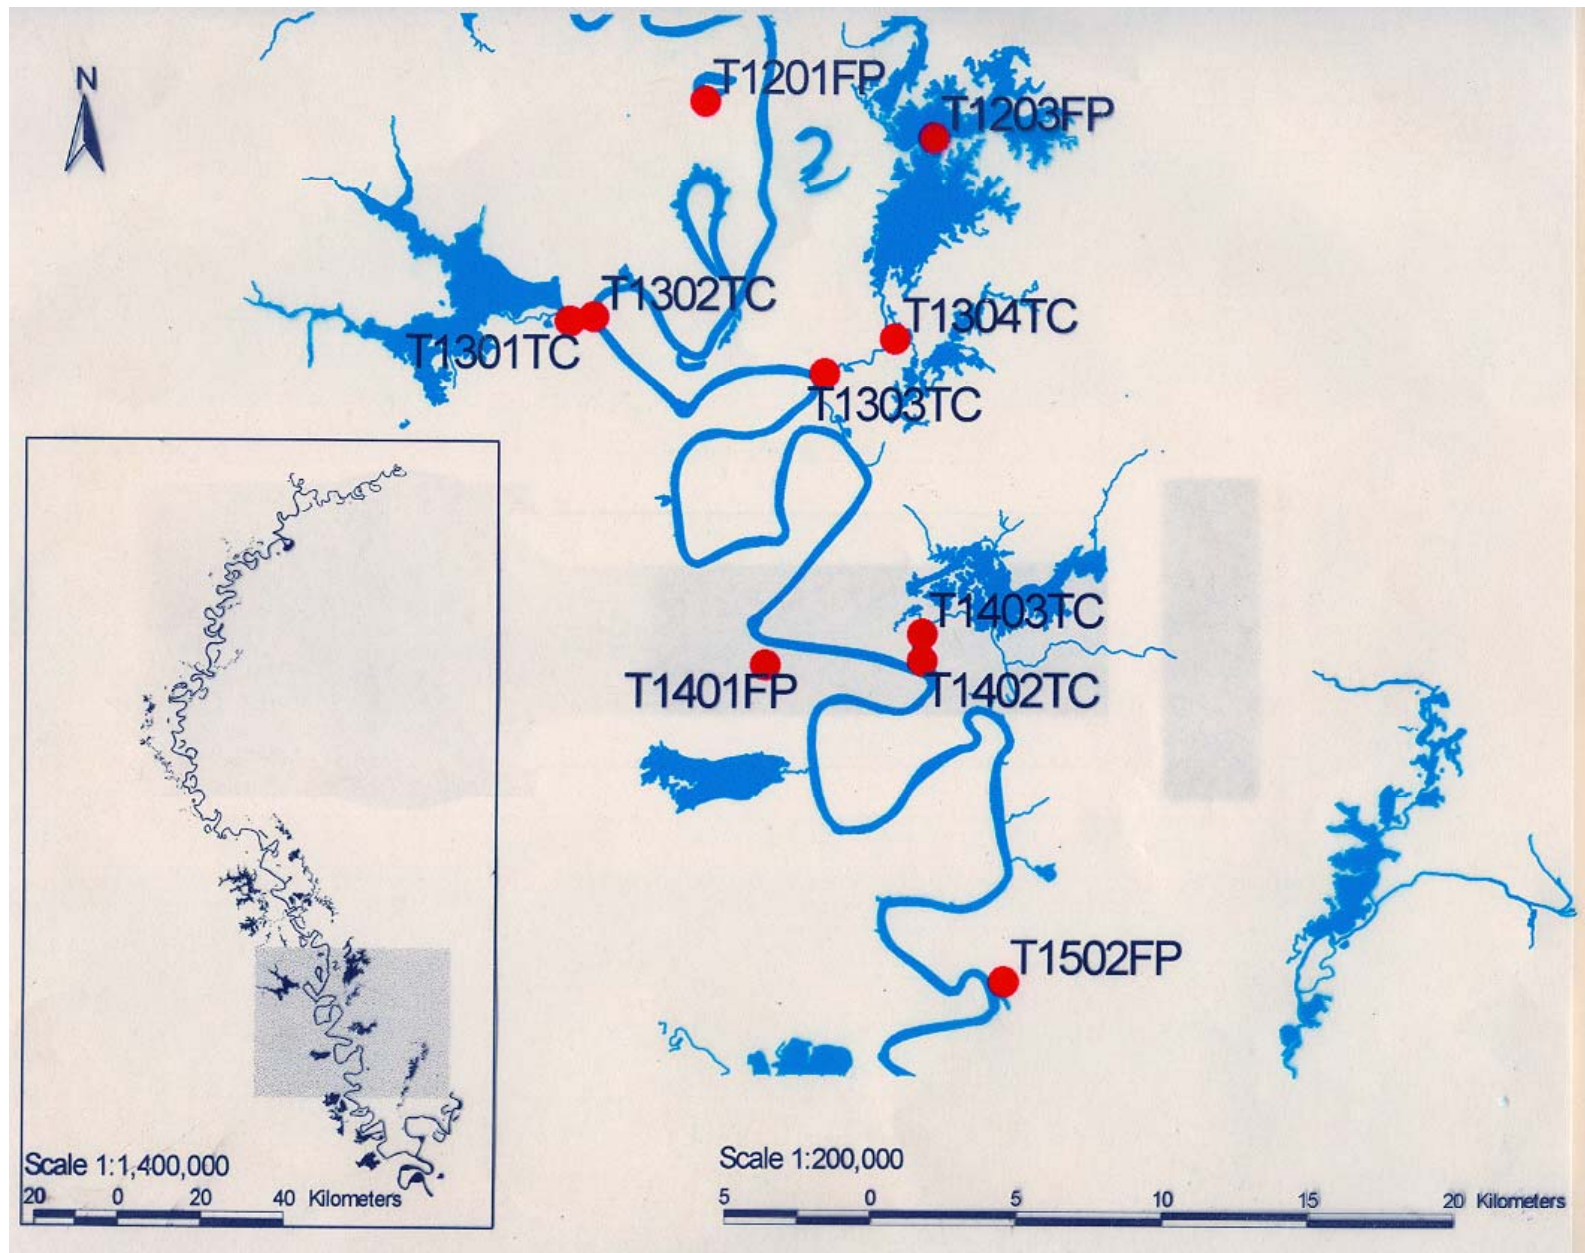 N
T1201FP
T1203FP
T1302TC
T1304TC
T1301TC
T1303TC
T1403TC
T1401FP
T1402TC
T1502FP
Scale 1:1,400,000
20 0 20 40 Kilometers
Scale 1:200,000
5 0 5 10 15 20 Kilometers